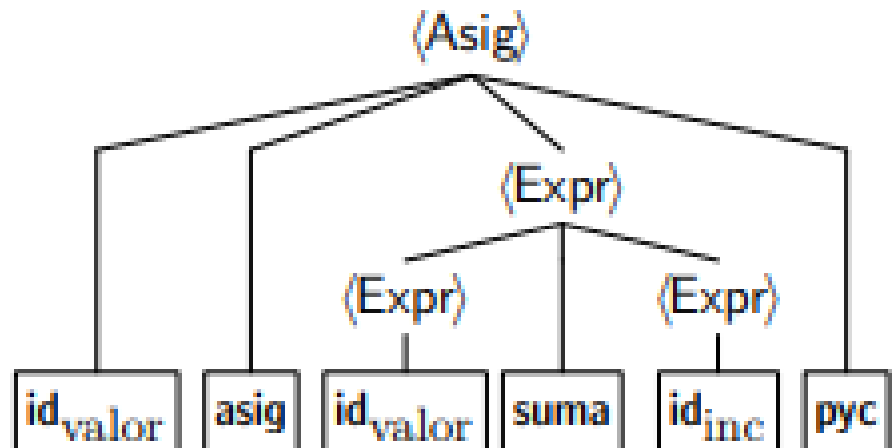 ⟨Asig⟩
⟨Expr⟩
⟨Expr⟩ ⟨Expr⟩
id_valor asig id_valor suma id_inc pyc